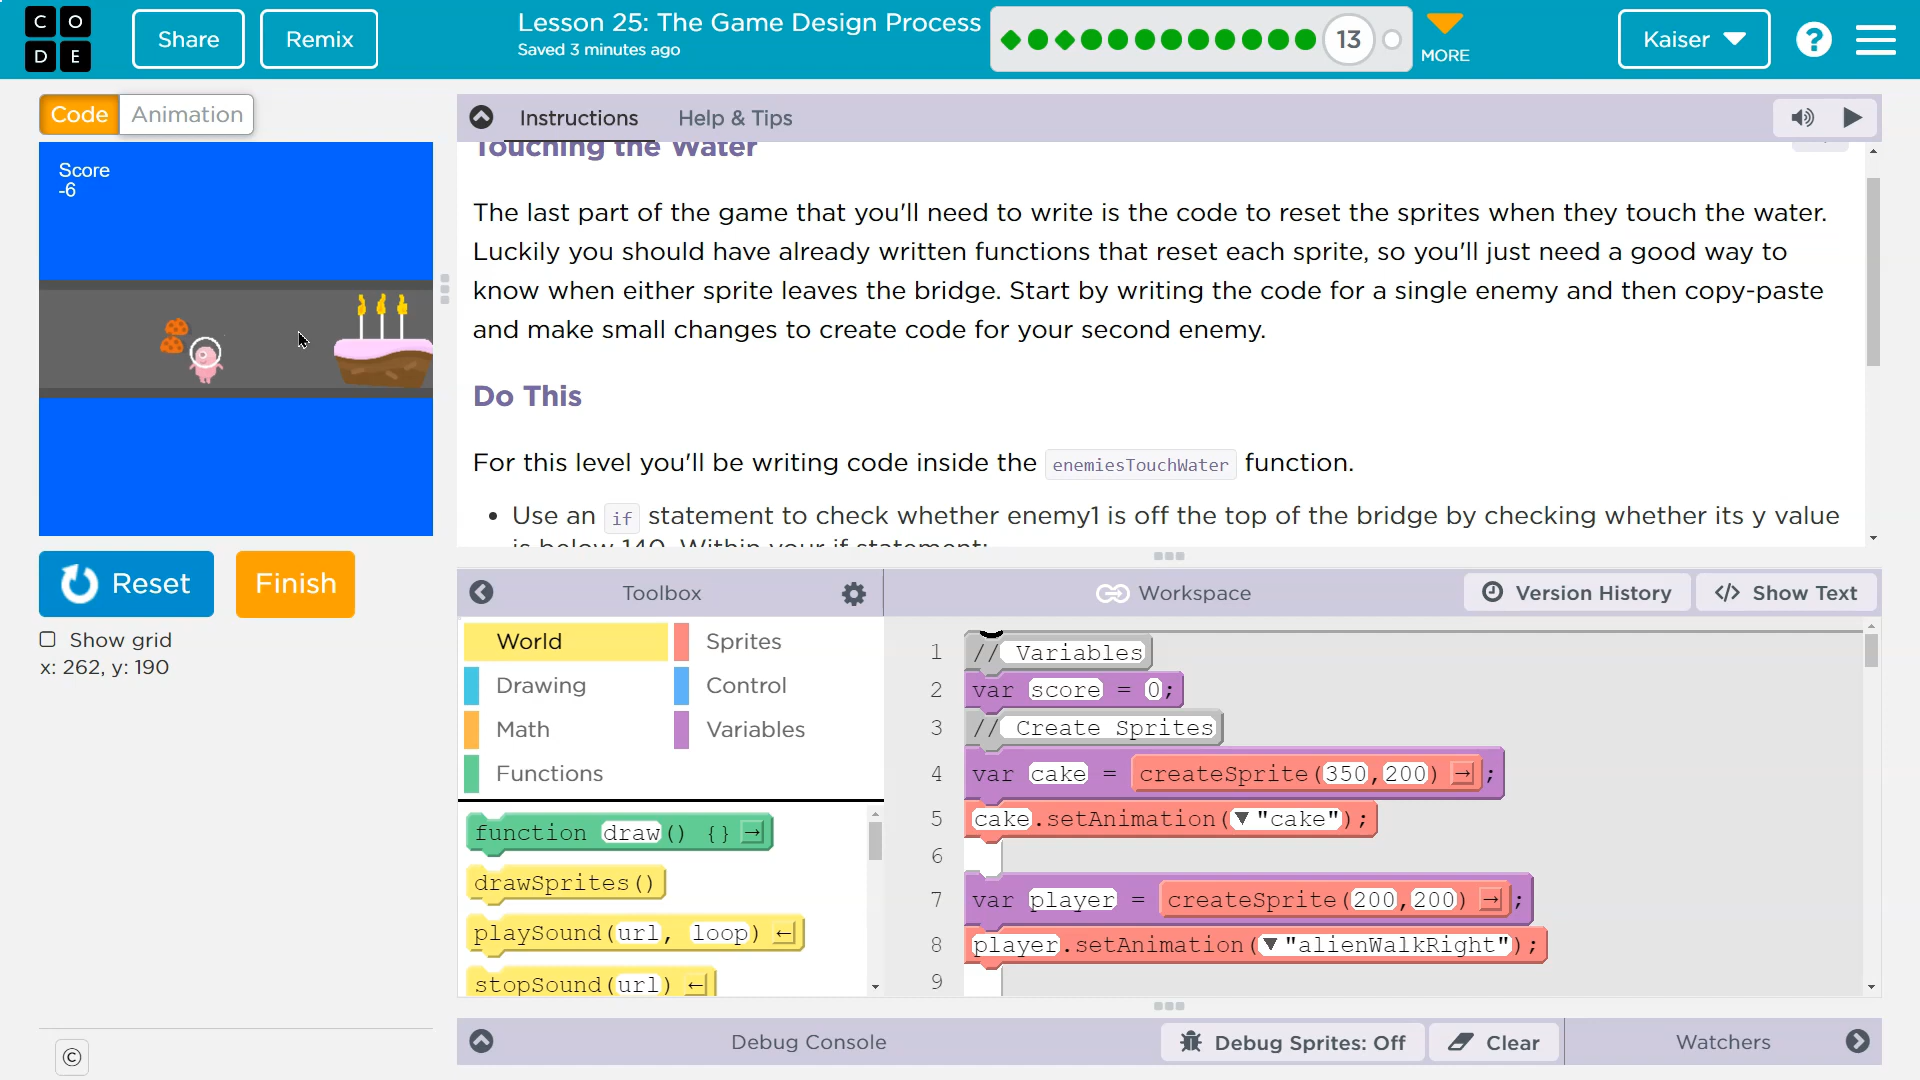 C O
D E
Share
Remix
Lesson 25: The Game Design Process
Saved 3 minutes ago
13
MORE
Kaiser
?
Code
Animation
Score
-6
Reset
Finish
Show grid
x: 262, y: 190
©
Instructions
Help & Tips
Touching the Water
The last part of the game that you'll need to write is the code to reset the sprites when they touch the water.
Luckily you should have already written functions that reset each sprite, so you'll just need a good way to
know when either sprite leaves the bridge. Start by writing the code for a single enemy and then copy-paste
and make small changes to create code for your second enemy.
Do This
For this level you'll be writing code inside the enemiesTouchWater function.
• Use an if statement to check whether enemy1 is off the top of the bridge by checking whether its y value
is below 140. Within your if statement:
Toolbox
Workspace
Version History
</> Show Text
World
Sprites
Drawing
Control
Math
Variables
Functions
function draw() {} →
drawSprites()
playSound(url, loop) ←
stopSound(url) ←
1 // Variables
2 var score = 0;
3 // Create Sprites
4 var cake = createSprite(350,200) → ;
5 cake.setAnimation(▼ "cake");
6
7 var player = createSprite(200,200) → ;
8 player.setAnimation(▼ "alienWalkRight");
9
Debug Console
Debug Sprites: Off
Clear
Watchers